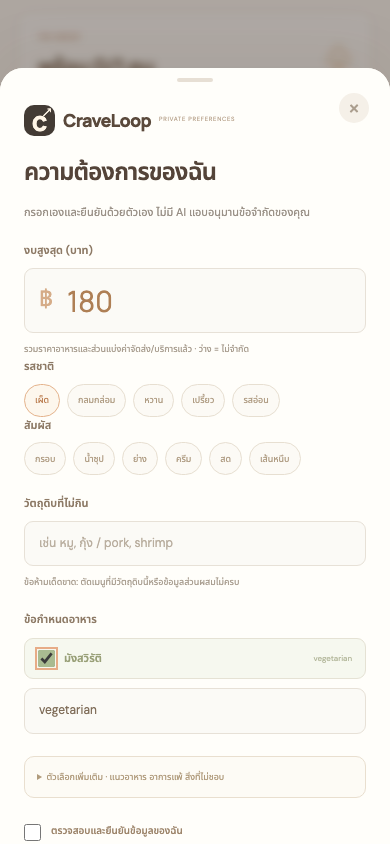 CraveLoop PRIVATE PREFERENCES
ความต้องการของฉัน
กรอกเองและยืนยันด้วยตัวเอง ไม่มี AI แอบอนุมานข้อจำกัดของคุณ
งบสูงสุด (บาท)
฿ 180
รวมราคาอาหารและส่วนแบ่งค่าจัดส่ง/บริการแล้ว · ว่าง = ไม่จำกัด
รสชาติ
เผ็ด กลมกล่อม หวาน เปรี้ยว รสอ่อน
สัมผัส
กรอบ น้ำซุป ย่าง ครีม สด เส้นหนึบ
วัตถุดิบที่ไม่กิน
เช่น หมู, กุ้ง / pork, shrimp
ข้อห้ามเด็ดขาด: ตัดเมนูที่มีวัตถุดิบนี้หรือข้อมูลส่วนผสมไม่ครบ
ข้อกำหนดอาหาร
มังสวิรัติ vegetarian
vegetarian
ตัวเลือกเพิ่มเติม · แนวอาหาร อาการแพ้ สิ่งที่ไม่ชอบ
ตรวจสอบและยืนยันข้อมูลของฉัน